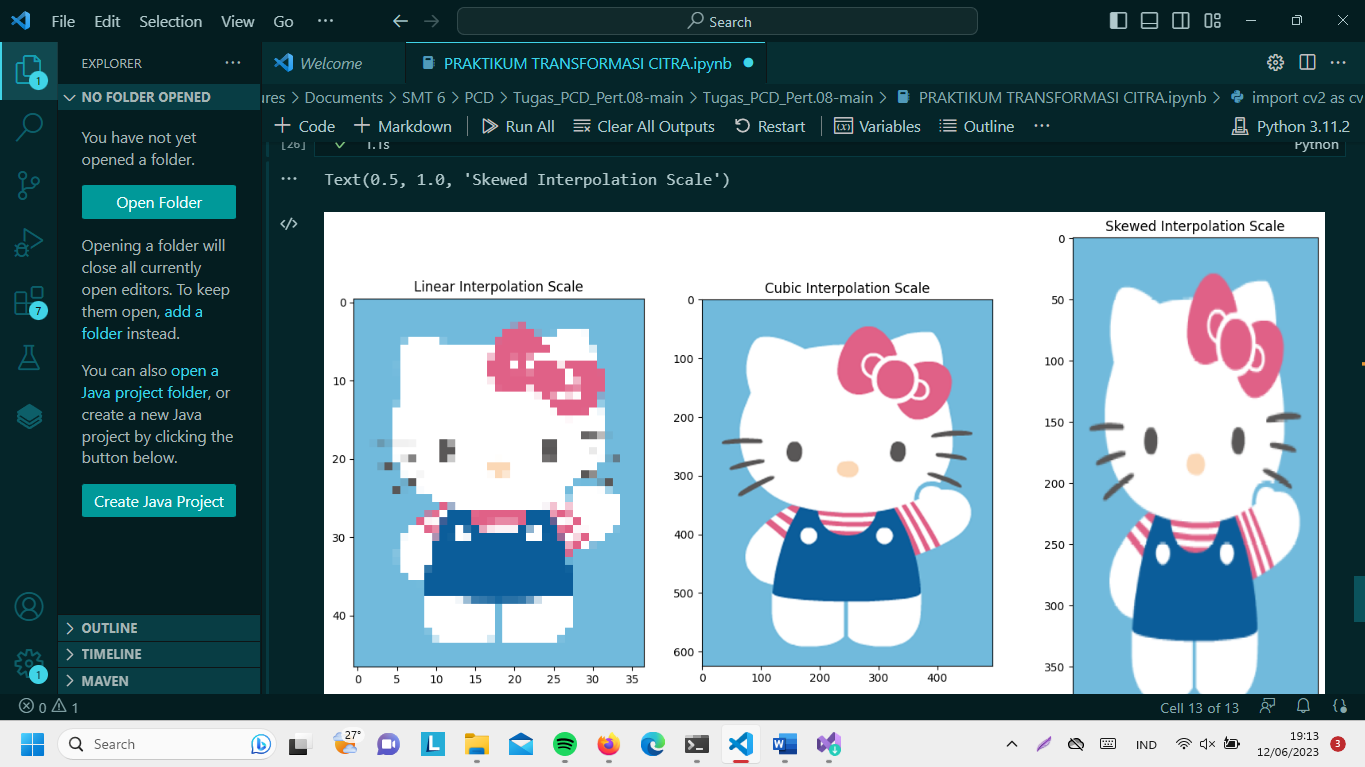 File Edit Selection View Go ··· Search
EXPLORER ···
Welcome
PRAKTIKUM TRANSFORMASI CITRA.ipynb
NO FOLDER OPENED
ures > Documents > SMT 6 > PCD > Tugas_PCD_Pert.08-main > Tugas_PCD_Pert.08-main > PRAKTIKUM TRANSFORMASI CITRA.ipynb > import cv2 as cv
+ Code + Markdown Run All Clear All Outputs Restart Variables Outline ··· Python 3.11.2
1
You have not yet
opened a folder.
Open Folder
Opening a folder will
close all currently
open editors. To keep
them open, add a
folder instead.
You can also open a
Java project folder, or
create a new Java
project by clicking the
button below.
Create Java Project
7
1
OUTLINE
TIMELINE
MAVEN
[26] 1.1s Python
Text(0.5, 1.0, 'Skewed Interpolation Scale')
Linear Interpolation Scale
0
10
20
30
40
0 5 10 15 20 25 30 35
Cubic Interpolation Scale
0
100
200
300
400
500
600
0 100 200 300 400
Skewed Interpolation Scale
0
50
100
150
200
250
300
350
0 1 Cell 13 of 13
Search 27° IND 19:13
12/06/2023 3